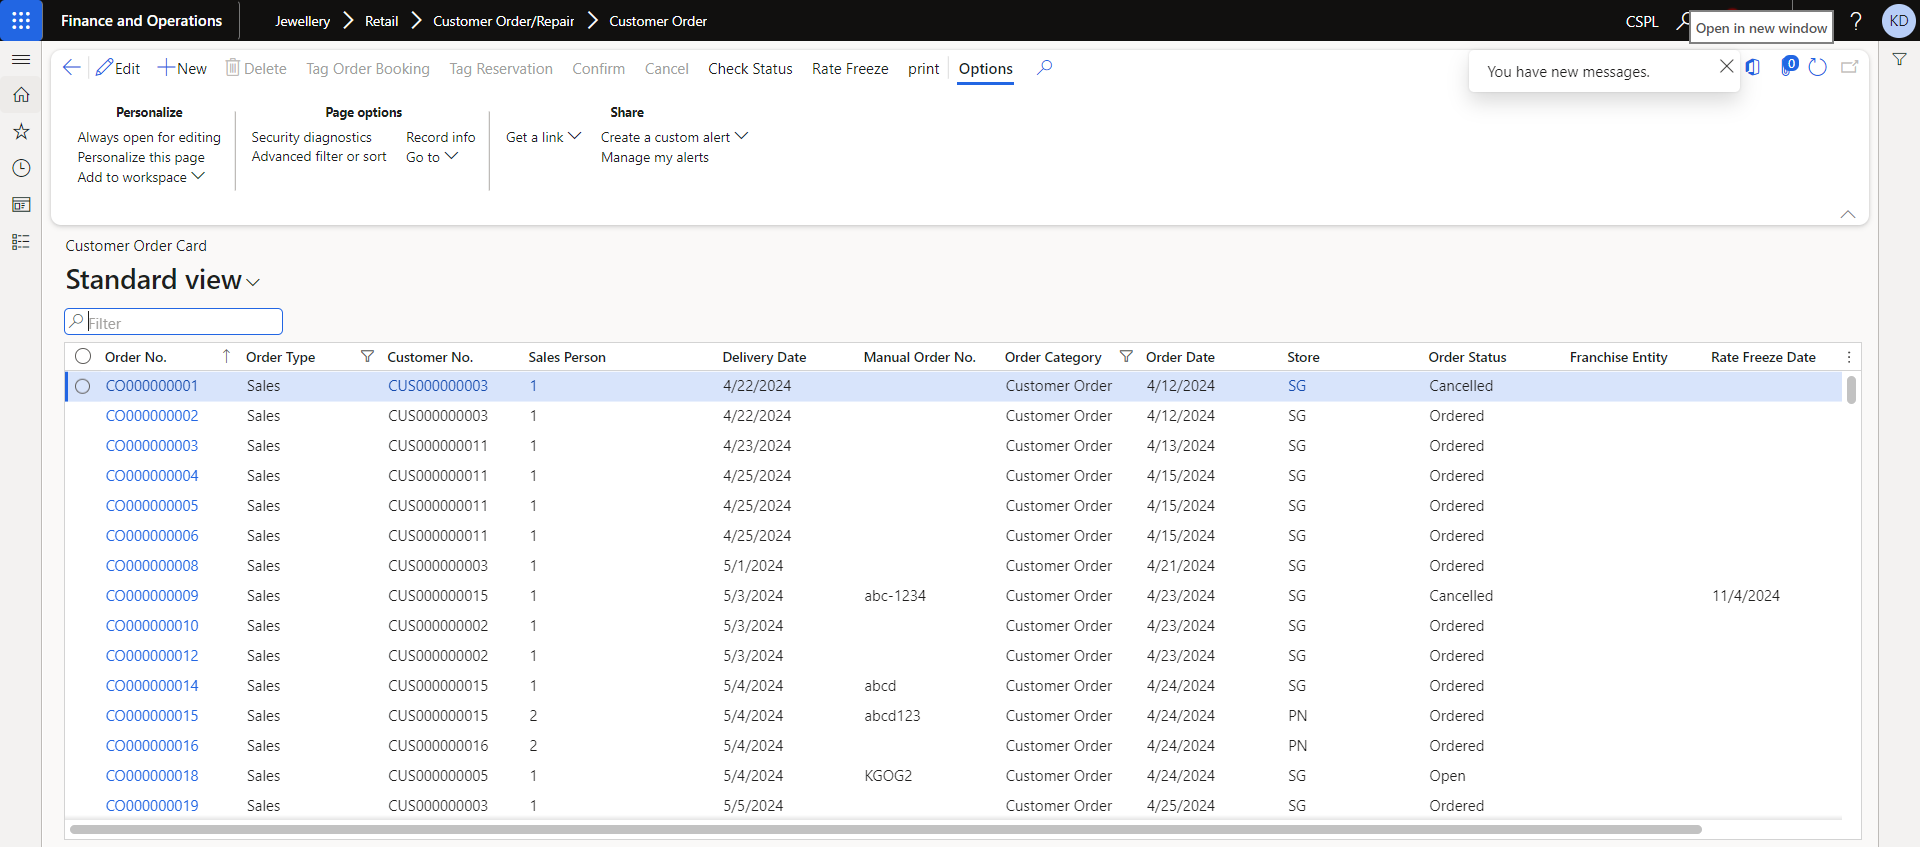 Finance and Operations
Jewellery
Retail
Customer Order/Repair
Customer Order
CSPL
Open in new window
?
KD
Edit
New
Delete
Tag Order Booking
Tag Reservation
Confirm
Cancel
Check Status
Rate Freeze
print
Options
You have new messages.
0
Personalize
Always open for editing
Personalize this page
Add to workspace
Page options
Security diagnostics
Advanced filter or sort
Record info
Go to
Get a link
Share
Create a custom alert
Manage my alerts
Customer Order Card
Standard view
Filter
Order No. Order Type Customer No. Sales Person Delivery Date Manual Order No. Order Category Order Date Store Order Status Franchise Entity Rate Freeze Date
CO000000001 Sales CUS000000003 1 4/22/2024 Customer Order 4/12/2024 SG Cancelled
CO000000002 Sales CUS000000003 1 4/22/2024 Customer Order 4/12/2024 SG Ordered
CO000000003 Sales CUS000000011 1 4/23/2024 Customer Order 4/13/2024 SG Ordered
CO000000004 Sales CUS000000011 1 4/25/2024 Customer Order 4/15/2024 SG Ordered
CO000000005 Sales CUS000000011 1 4/25/2024 Customer Order 4/15/2024 SG Ordered
CO000000006 Sales CUS000000011 1 4/25/2024 Customer Order 4/15/2024 SG Ordered
CO000000008 Sales CUS000000003 1 5/1/2024 Customer Order 4/21/2024 SG Ordered
CO000000009 Sales CUS000000015 1 5/3/2024 abc-1234 Customer Order 4/23/2024 SG Cancelled 11/4/2024
CO000000010 Sales CUS000000002 1 5/3/2024 Customer Order 4/23/2024 SG Ordered
CO000000012 Sales CUS000000002 1 5/3/2024 Customer Order 4/23/2024 SG Ordered
CO000000014 Sales CUS000000015 1 5/4/2024 abcd Customer Order 4/24/2024 SG Ordered
CO000000015 Sales CUS000000015 2 5/4/2024 abcd123 Customer Order 4/24/2024 PN Ordered
CO000000016 Sales CUS000000016 2 5/4/2024 Customer Order 4/24/2024 PN Ordered
CO000000018 Sales CUS000000005 1 5/4/2024 KGOG2 Customer Order 4/24/2024 SG Open
CO000000019 Sales CUS000000003 1 5/5/2024 Customer Order 4/25/2024 SG Ordered